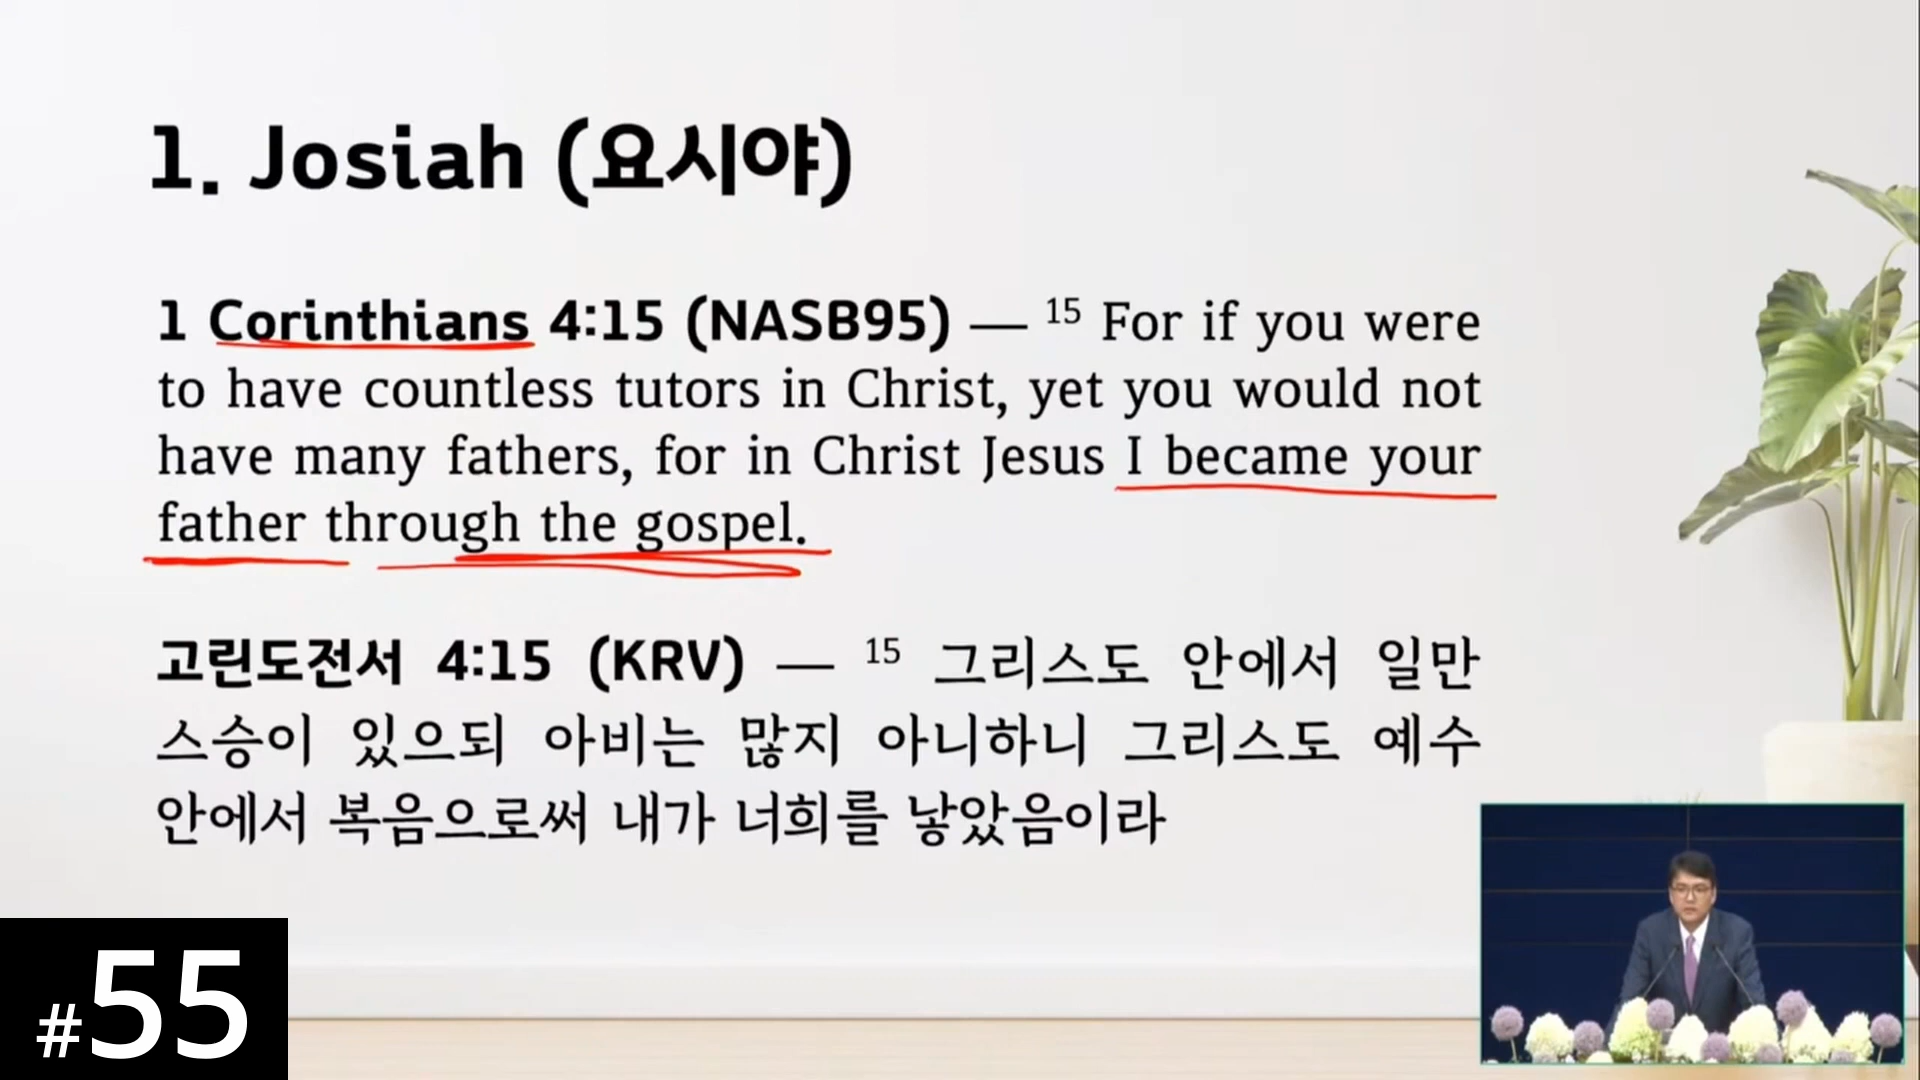 1. Josiah (요시야)
1 Corinthians 4:15 (NASB95) — 15 For if you were
to have countless tutors in Christ, yet you would not
have many fathers, for in Christ Jesus I became your
father through the gospel.
고린도전서 4:15 (KRV) — 15 그리스도 안에서 일만
스승이 있으되 아비는 많지 아니하니 그리스도 예수
안에서 복음으로써 내가 너희를 낳았음이라
#55